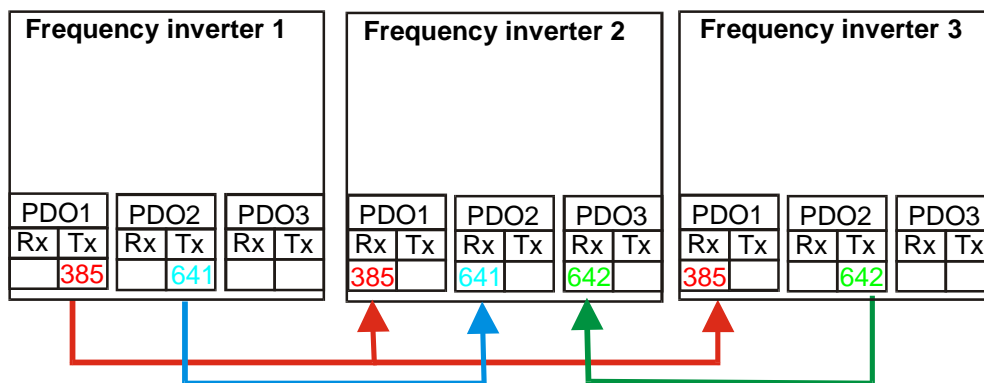 Frequency inverter 1
Frequency inverter 2
Frequency inverter 3
PDO1 PDO2 PDO3
Rx Tx Rx Tx Rx Tx
385 641
PDO1 PDO2 PDO3
Rx Tx Rx Tx Rx Tx
385 641 642
PDO1 PDO2 PDO3
Rx Tx Rx Tx Rx Tx
385 642